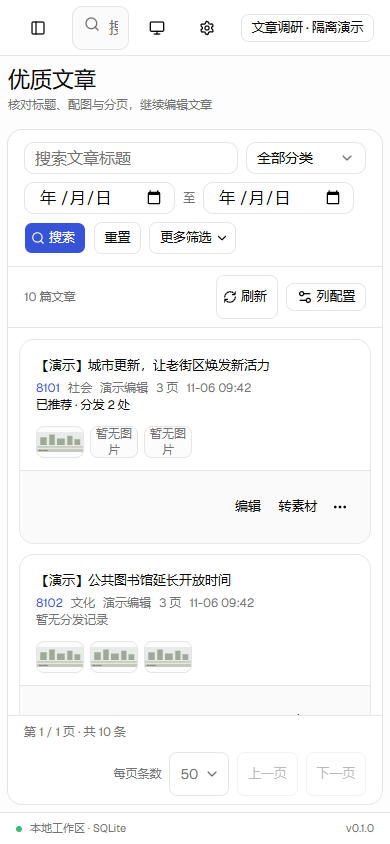 搜
文章调研 · 隔离演示
优质文章
核对标题、配图与分页，继续编辑文章
搜索文章标题
全部分类
年 /月/日 至 年 /月/日
搜索 重置 更多筛选
10 篇文章 刷新 列配置
【演示】城市更新，让老街区焕发新活力
8101 社会 演示编辑 3 页 11-06 09:42
已推荐 · 分发 2 处
暂无图片 暂无图片
编辑 转素材 •••
【演示】公共图书馆延长开放时间
8102 文化 演示编辑 3 页 11-06 09:42
暂无分发记录
第 1 / 1 页 · 共 10 条
每页条数 50 上一页 下一页
本地工作区 · SQLite v0.1.0